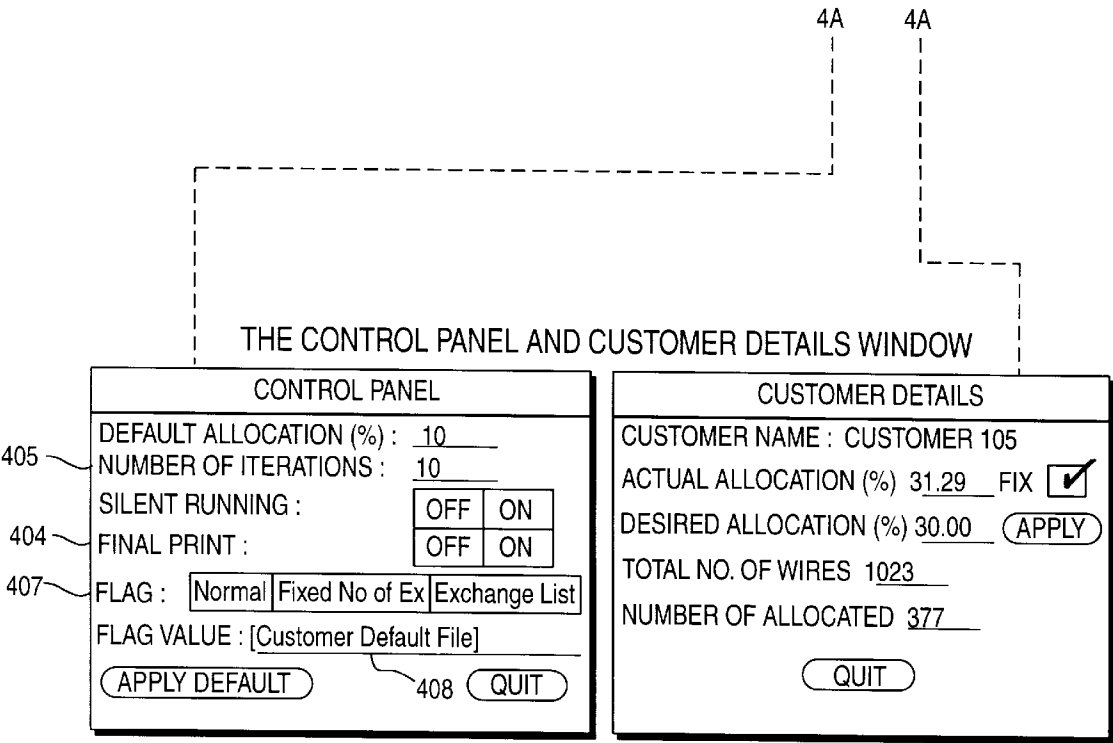 4A 4A
THE CONTROL PANEL AND CUSTOMER DETAILS WINDOW
CONTROL PANEL
DEFAULT ALLOCATION (%) : 10
405 NUMBER OF ITERATIONS : 10
SILENT RUNNING : OFF ON
404 FINAL PRINT : OFF ON
407 FLAG : Normal Fixed No of Ex Exchange List
FLAG VALUE : [Customer Default File]
APPLY DEFAULT 408 QUIT
CUSTOMER DETAILS
CUSTOMER NAME : CUSTOMER 105
ACTUAL ALLOCATION (%) 31.29 FIX
DESIRED ALLOCATION (%) 30.00 APPLY
TOTAL NO. OF WIRES 1023
NUMBER OF ALLOCATED 377
QUIT